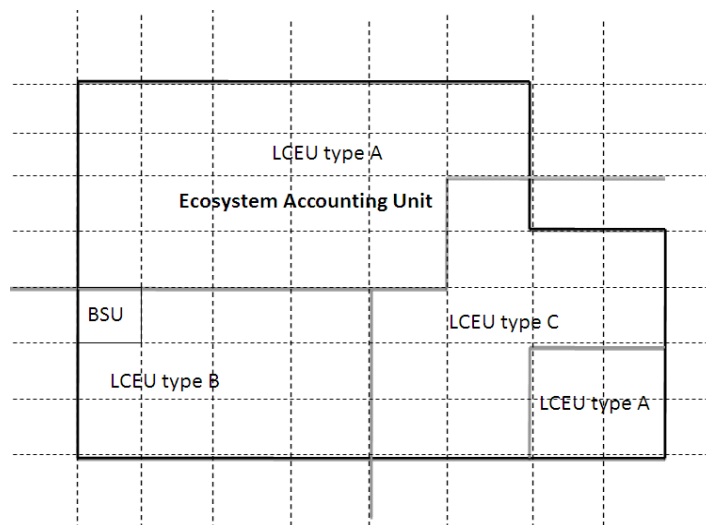 LCEU type A
Ecosystem Accounting Unit
BSU
LCEU type C
LCEU type B
LCEU type A